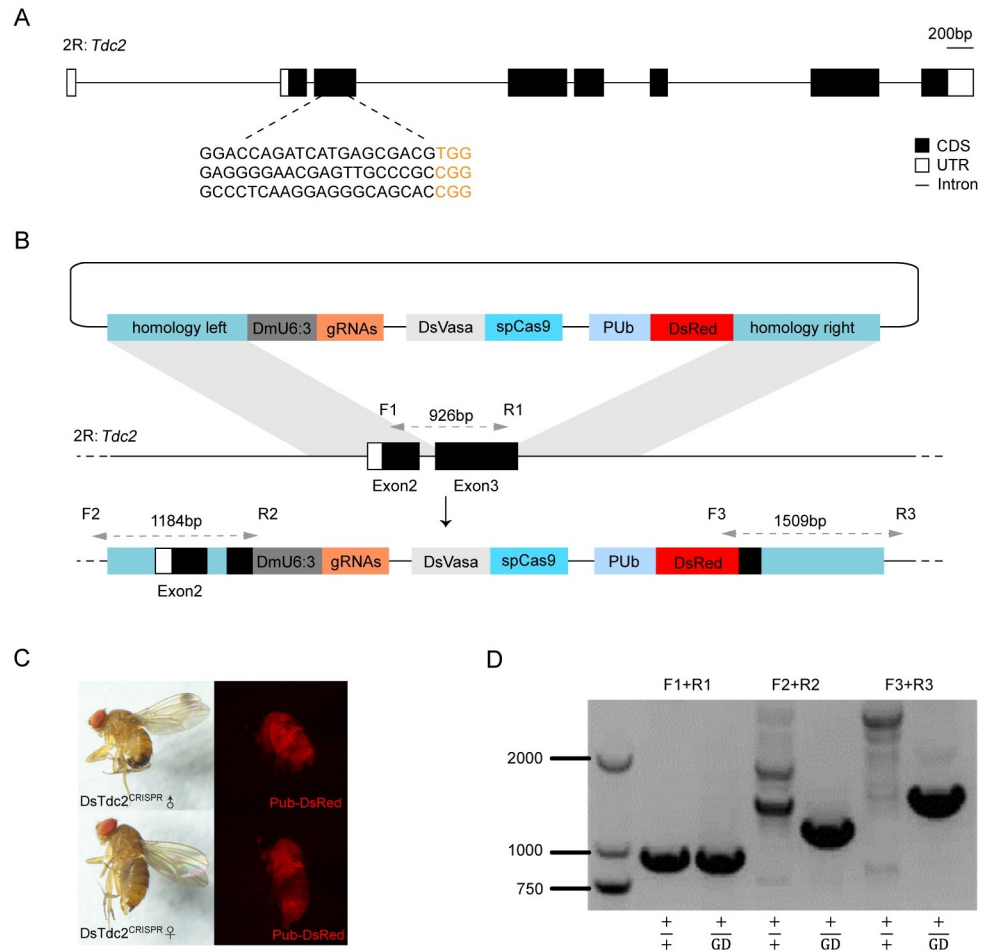 A
2R: Tdc2
200bp
GGACCAGATCATGAGCGACGTGG
GAGGGGAACGAGTTGCCCGCCGG
GCCCTCAAGGAGGGCAGCACCGG
CDS
UTR
Intron
B
homology left DmU6:3 gRNAs DsVasa spCas9 PUb DsRed homology right
F1 926bp R1
2R: Tdc2
Exon2 Exon3
F2 1184bp R2 F3 1509bp R3
DmU6:3 gRNAs DsVasa spCas9 PUb DsRed
Exon2
C
DsTdc2CRISPR ♂ Pub-DsRed
DsTdc2CRISPR ♀ Pub-DsRed
D
F1+R1 F2+R2 F3+R3
2000
1000
750
+ + + + + +
+ GD + GD + GD